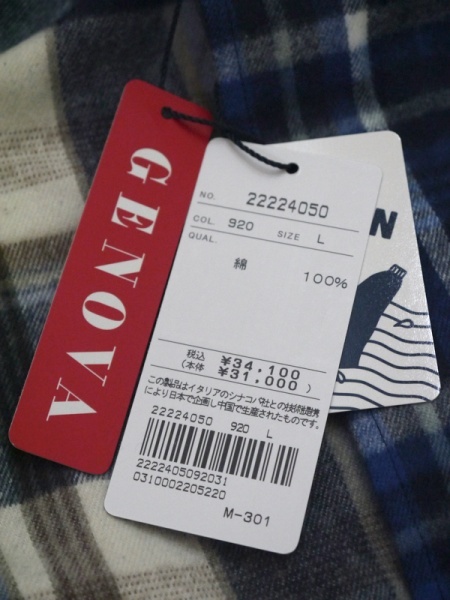 GENOVA
N
NO. 22224050
COL. 920 SIZE L
QUAL.
綿 100%
税込 ¥34,100
(本体 ¥31,000)
この製品はイタリアのシナコバ社との技術提携
により日本で企画し中国で生産されたものです。
22224050 920 L
2222405092031
0310002205220
M-301